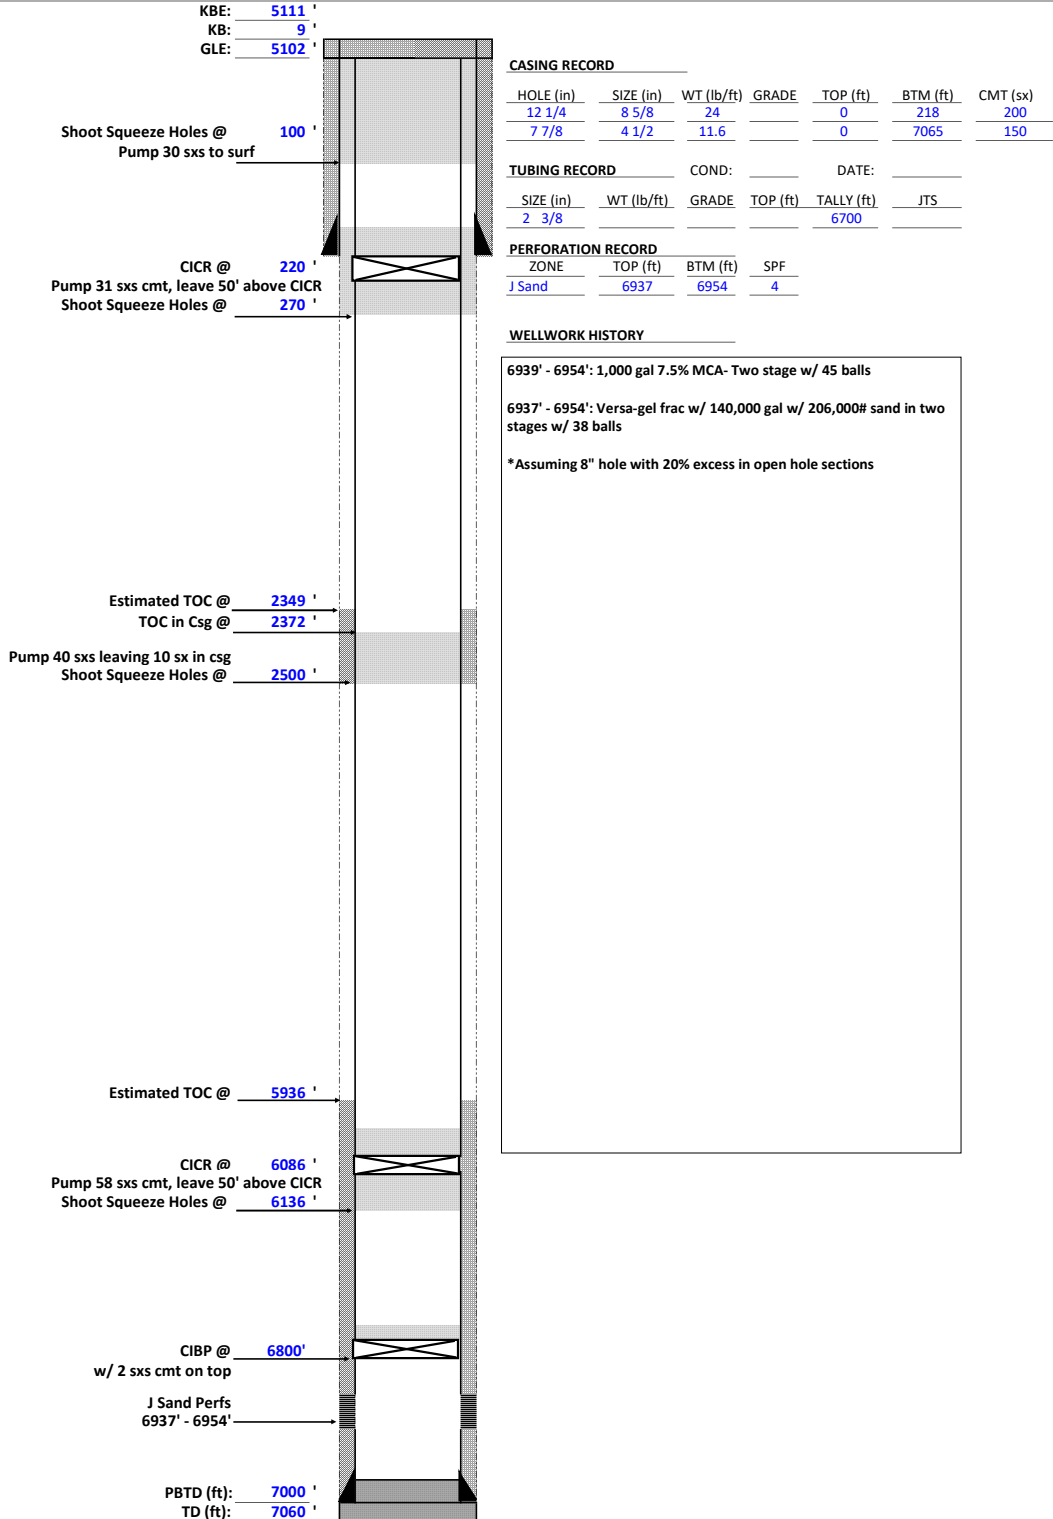 KBE: 5111 '
KB: 9 '
GLE: 5102 '
CASING RECORD
HOLE (in) SIZE (in) WT (lb/ft) GRADE TOP (ft) BTM (ft) CMT (sx)
12 1/4 8 5/8 24 0 218 200
7 7/8 4 1/2 11.6 0 7065 150
Shoot Squeeze Holes @ 100 '
Pump 30 sxs to surf
TUBING RECORD COND: DATE:
SIZE (in) WT (lb/ft) GRADE TOP (ft) TALLY (ft) JTS
2 3/8 6700
PERFORATION RECORD
ZONE TOP (ft) BTM (ft) SPF
J Sand 6937 6954 4
CICR @ 220 '
Pump 31 sxs cmt, leave 50' above CICR
Shoot Squeeze Holes @ 270 '
WELLWORK HISTORY
6939' - 6954': 1,000 gal 7.5% MCA- Two stage w/ 45 balls
6937' - 6954': Versa-gel frac w/ 140,000 gal w/ 206,000# sand in two
stages w/ 38 balls
*Assuming 8" hole with 20% excess in open hole sections
Estimated TOC @ 2349 '
TOC in Csg @ 2372 '
Pump 40 sxs leaving 10 sx in csg
Shoot Squeeze Holes @ 2500 '
Estimated TOC @ 5936 '
CICR @ 6086 '
Pump 58 sxs cmt, leave 50' above CICR
Shoot Squeeze Holes @ 6136 '
CIBP @ 6800'
w/ 2 sxs cmt on top
J Sand Perfs
6937' - 6954'
PBTD (ft): 7000 '
TD (ft): 7060 '